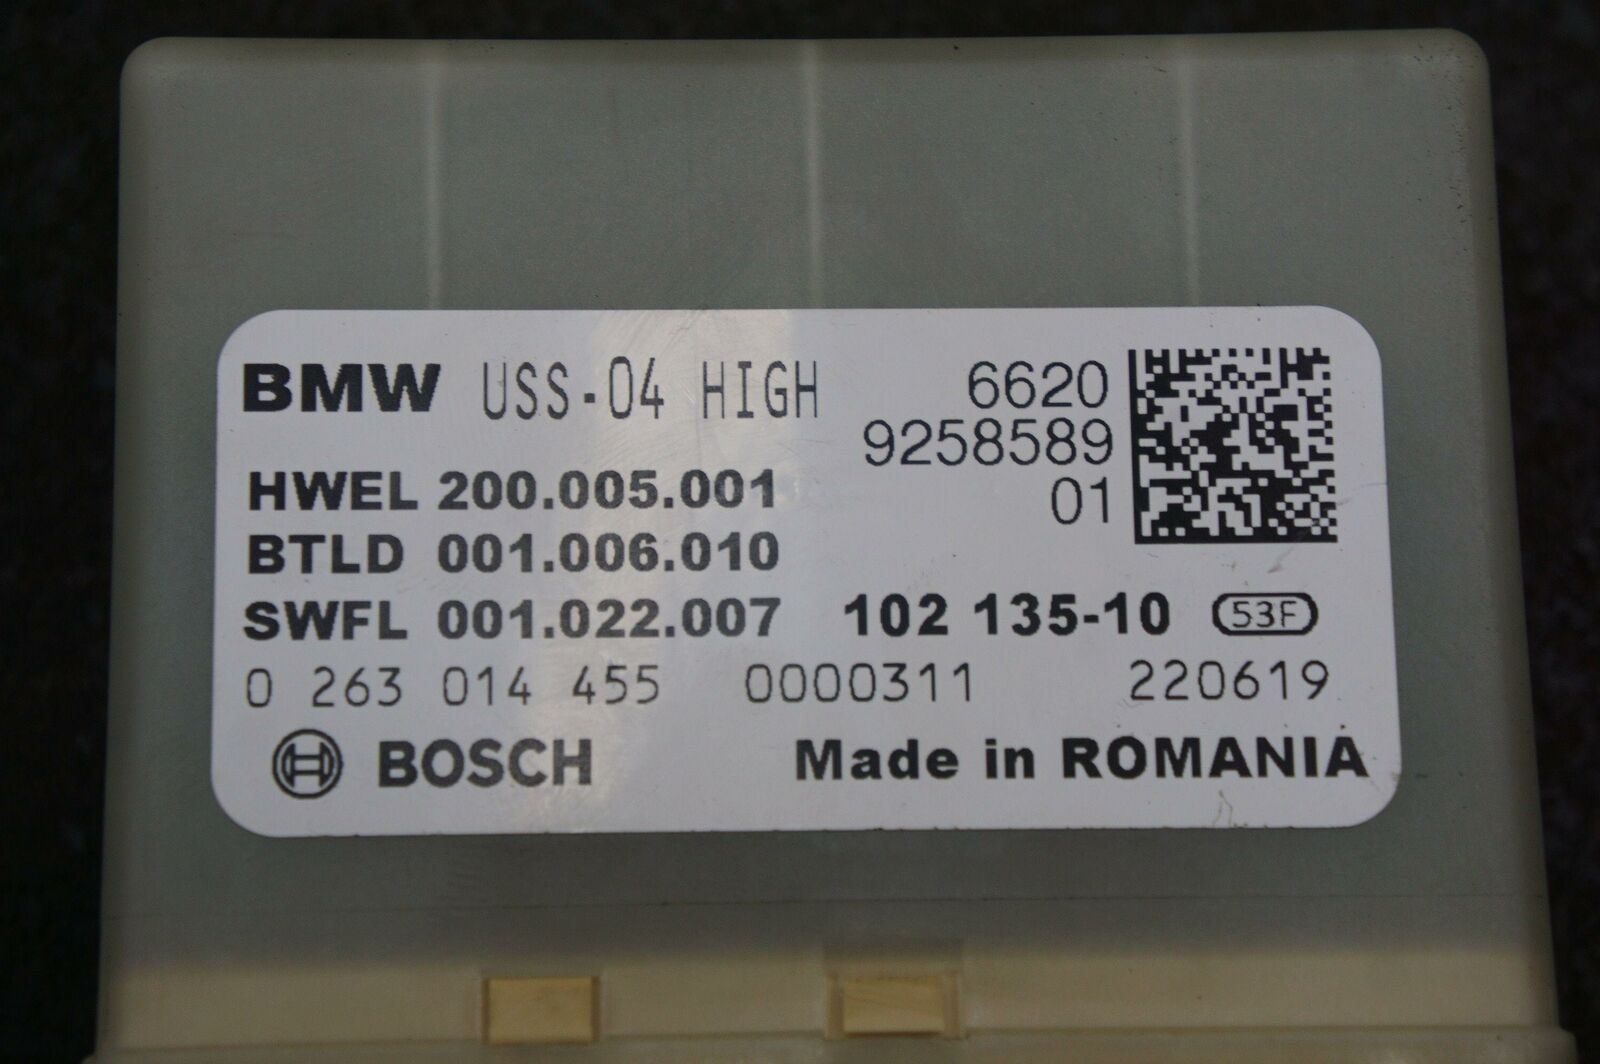 BMW USS-04 HIGH 6620
9258589
HWEL 200.005.001 01
BTLD 001.006.010
SWFL 001.022.007 102 135-10 53F
0 263 014 455 0000311 220619
BOSCH Made in ROMANIA